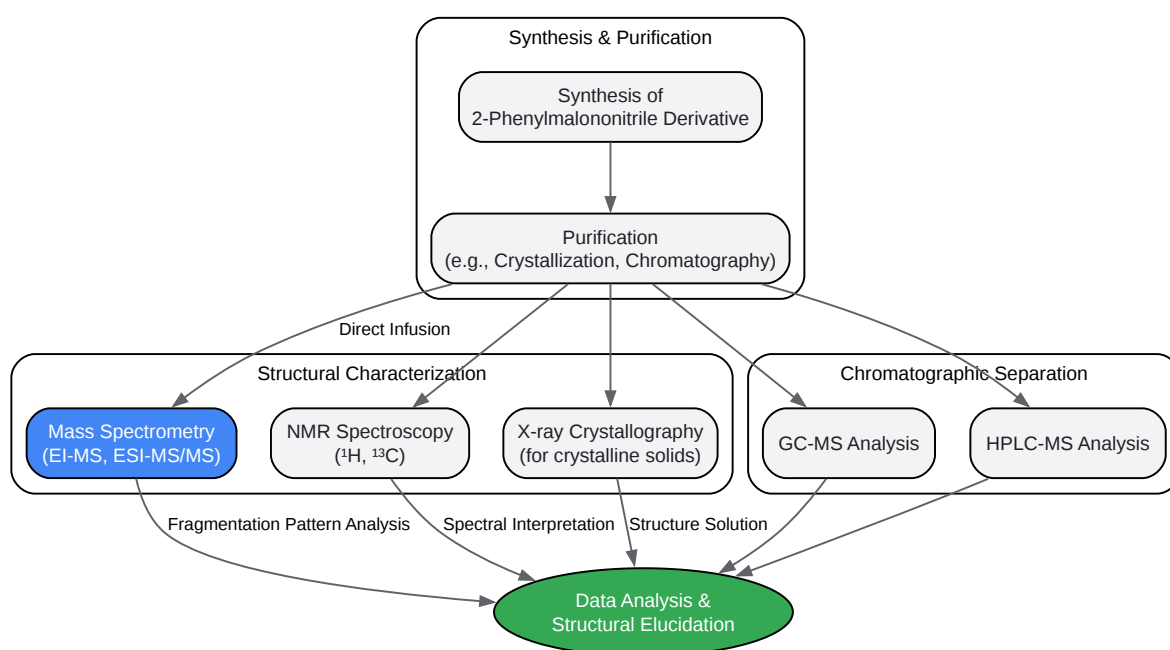 Synthesis & Purification
Synthesis of
2-Phenylmalononitrile Derivative
Purification
(e.g., Crystallization, Chromatography)
Direct Infusion
Structural Characterization
Chromatographic Separation
Mass Spectrometry
(EI-MS, ESI-MS/MS)
NMR Spectroscopy
(¹H, ¹³C)
X-ray Crystallography
(for crystalline solids)
GC-MS Analysis
HPLC-MS Analysis
Fragmentation Pattern Analysis
Spectral Interpretation
Structure Solution
Data Analysis &
Structural Elucidation